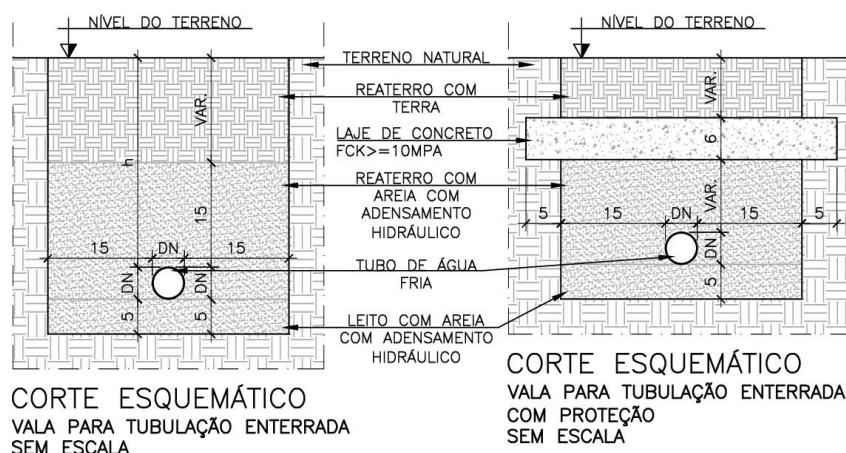 NÍVEL DO TERRENO
NÍVEL DO TERRENO
TERRENO NATURAL
REATERRO COM
TERRA
LAJE DE CONCRETO
FCK>=10MPA
REATERRO COM
AREIA COM
ADENSAMENTO
HIDRÁULICO
TUBO DE ÁGUA
FRIA
LEITO COM AREIA
COM ADENSAMENTO
HIDRÁULICO
VAR.
h
15
15
DN
15
DN
DN
5
5
VAR.
6
VAR.
5
15
DN
15
5
DN
5
CORTE ESQUEMÁTICO
VALA PARA TUBULAÇÃO ENTERRADA
SEM ESCALA
CORTE ESQUEMÁTICO
VALA PARA TUBULAÇÃO ENTERRADA
COM PROTEÇÃO
SEM ESCALA